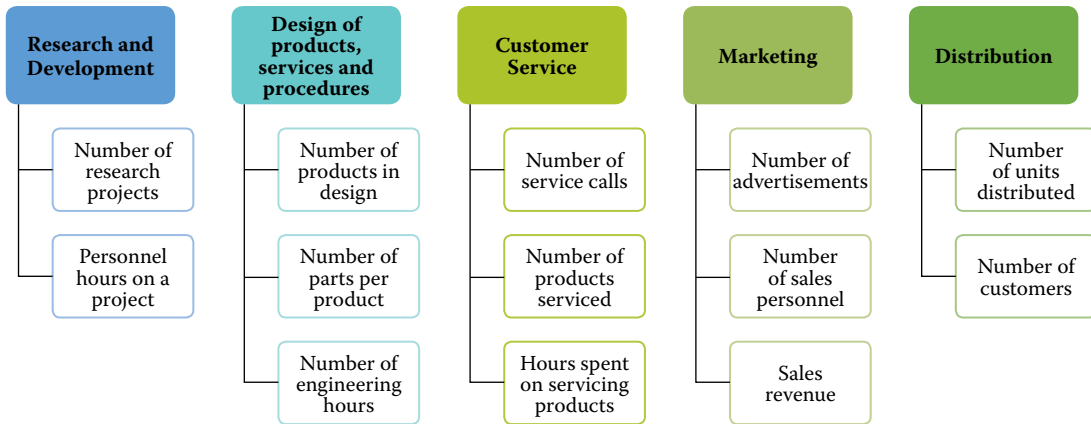 Research and
Development
Number of
research
projects
Personnel
hours on a
project
Design of
products,
services and
procedures
Number of
products in
design
Number of
parts per
product
Number of
engineering
hours
Customer
Service
Number of
service calls
Number of
products
serviced
Hours spent
on servicing
products
Marketing
Number of
advertisements
Number
of sales
personnel
Sales
revenue
Distribution
Number
of units
distributed
Number of
customers